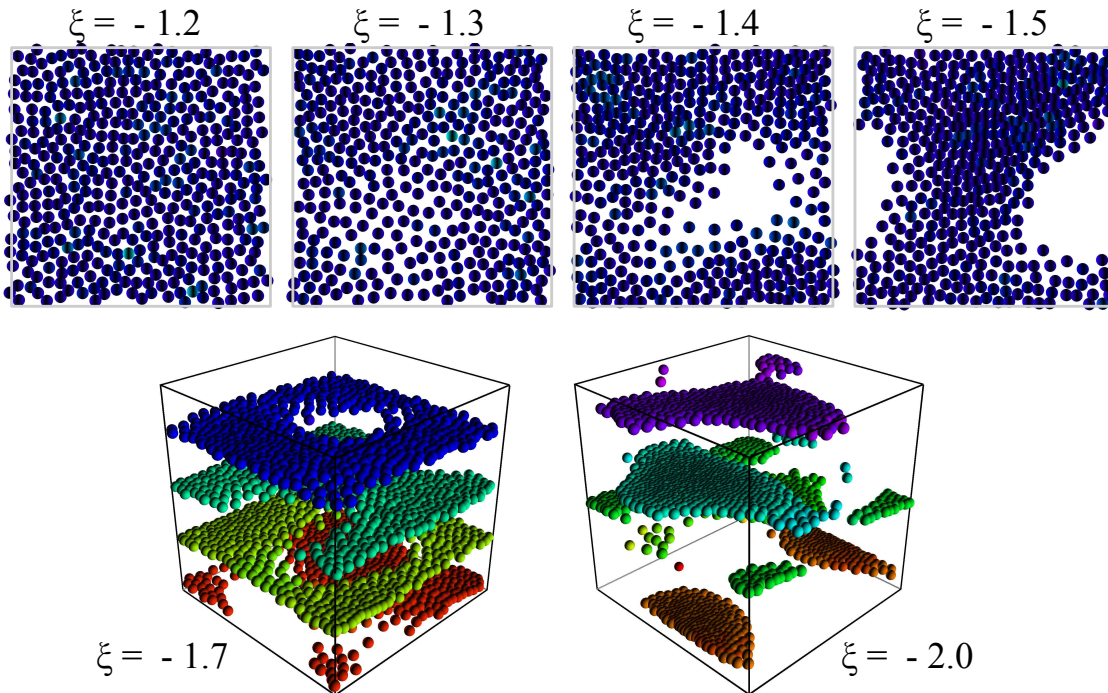 ξ = - 1.2
ξ = - 1.3
ξ = - 1.4
ξ = - 1.5
ξ = - 1.7
ξ = - 2.0